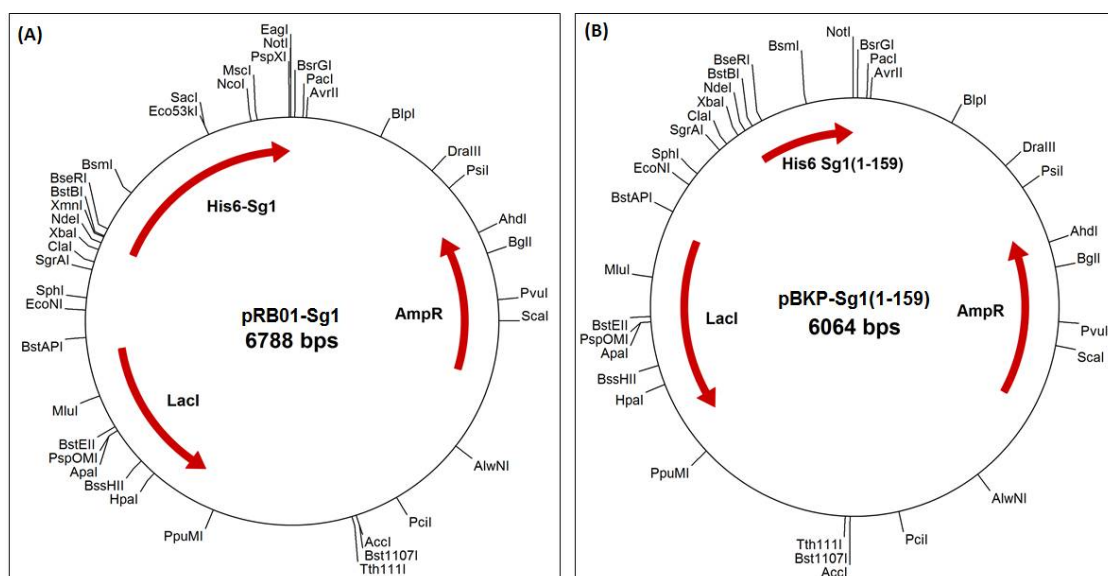 (A)
EagI
NotI
PspXI
MscI
NcoI
SacI
Eco53kI
BsmI
BseRI
BstBI
XmnI
NdeI
XbaI
ClaI
SgrAI
SphI
EcoNI
BstAPI
MluI
BstEII
PspOMI
ApaI
BssHII
HpaI
PpuMI
BsrGI
PacI
AvrII
BlpI
DraIII
PsiI
AhdI
BglI
PvuI
ScaI
AlwNI
PciI
AccI
Bst1107I
Tth111I
His6-Sg1
pRB01-Sg1
6788 bps
AmpR
LacI
(B)
NotI
BsmI
BseRI
BstBI
NdeI
XbaI
ClaI
SgrAI
SphI
EcoNI
BstAPI
MluI
BstEII
PspOMI
ApaI
BssHII
HpaI
PpuMI
BsrGI
PacI
AvrII
BlpI
DraIII
PsiI
AhdI
BglI
PvuI
ScaI
AlwNI
PciI
Tth111I
Bst1107I
AccI
His6 Sg1(1-159)
pBKP-Sg1(1-159)
6064 bps
AmpR
LacI